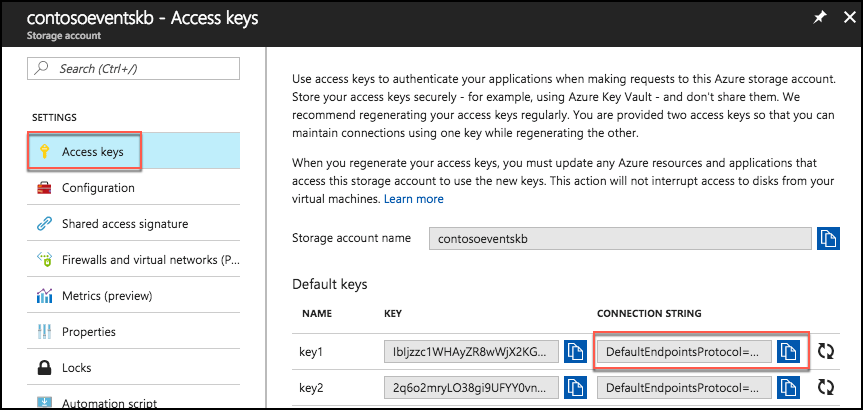 contosoeventskb - Access keys
Storage account
Search (Ctrl+/)
SETTINGS
Access keys
Configuration
Shared access signature
Firewalls and virtual networks (P...
Metrics (preview)
Properties
Locks
Automation script
Use access keys to authenticate your applications when making requests to this Azure storage account.
Store your access keys securely - for example, using Azure Key Vault - and don't share them. We
recommend regenerating your access keys regularly. You are provided two access keys so that you can
maintain connections using one key while regenerating the other.
When you regenerate your access keys, you must update any Azure resources and applications that
access this storage account to use the new keys. This action will not interrupt access to disks from your
virtual machines. Learn more
Storage account name contosoeventskb
Default keys
NAME KEY CONNECTION STRING
key1 IbIjzzc1WHAyZR8wWjX2KG... DefaultEndpointsProtocol=...
key2 2q6o2mryLO38gi9UFYY0vn... DefaultEndpointsProtocol=...